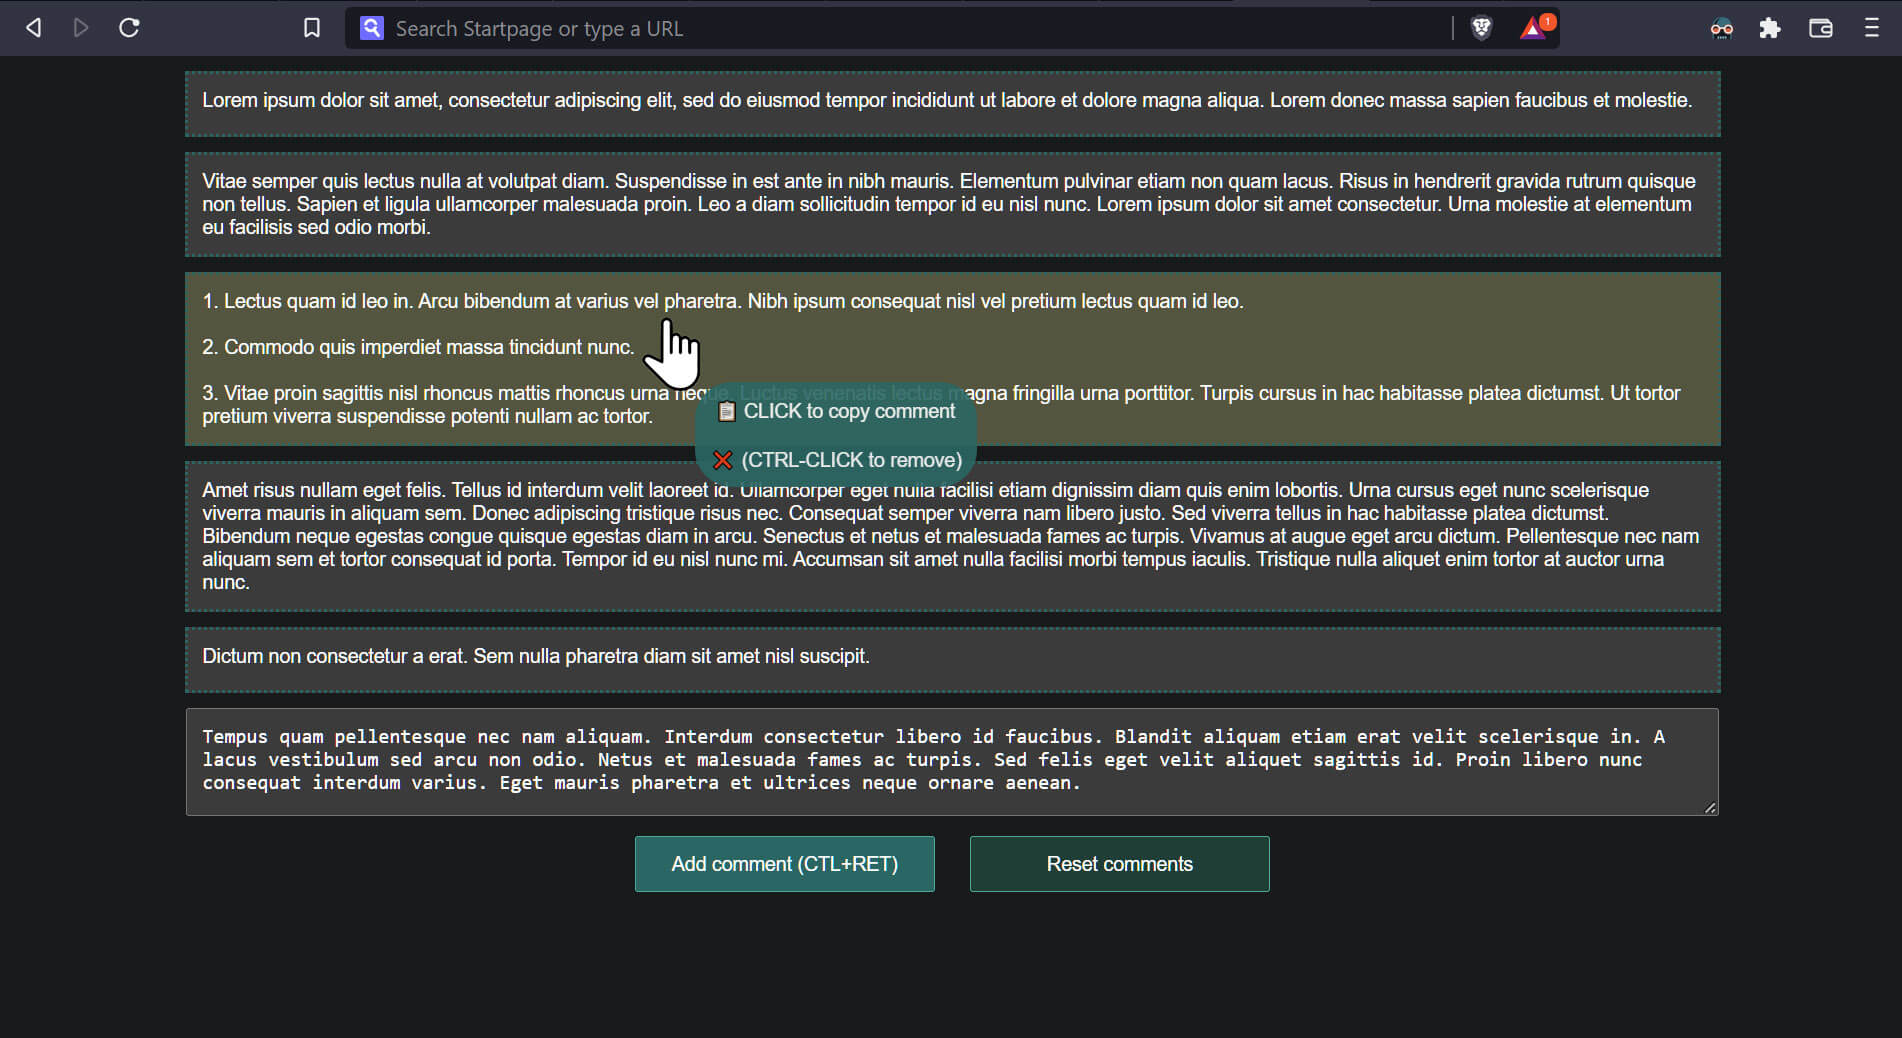 Search Startpage or type a URL
1
Lorem ipsum dolor sit amet, consectetur adipiscing elit, sed do eiusmod tempor incididunt ut labore et dolore magna aliqua. Lorem donec massa sapien faucibus et molestie.
Vitae semper quis lectus nulla at volutpat diam. Suspendisse in est ante in nibh mauris. Elementum pulvinar etiam non quam lacus. Risus in hendrerit gravida rutrum quisque
non tellus. Sapien et ligula ullamcorper malesuada proin. Leo a diam sollicitudin tempor id eu nisl nunc. Lorem ipsum dolor sit amet consectetur. Urna molestie at elementum
eu facilisis sed odio morbi.
1. Lectus quam id leo in. Arcu bibendum at varius vel pharetra. Nibh ipsum consequat nisl vel pretium lectus quam id leo.
2. Commodo quis imperdiet massa tincidunt nunc.
3. Vitae proin sagittis nisl rhoncus mattis rhoncus urna neque. Luctus venenatis lectus magna fringilla urna porttitor. Turpis cursus in hac habitasse platea dictumst. Ut tortor
pretium viverra suspendisse potenti nullam ac tortor.
CLICK to copy comment
(CTRL-CLICK to remove)
Amet risus nullam eget felis. Tellus id interdum velit laoreet id. Ullamcorper eget nulla facilisi etiam dignissim diam quis enim lobortis. Urna cursus eget nunc scelerisque
viverra mauris in aliquam sem. Donec adipiscing tristique risus nec. Consequat semper viverra nam libero justo. Sed viverra tellus in hac habitasse platea dictumst.
Bibendum neque egestas congue quisque egestas diam in arcu. Senectus et netus et malesuada fames ac turpis. Vivamus at augue eget arcu dictum. Pellentesque nec nam
aliquam sem et tortor consequat id porta. Tempor id eu nisl nunc mi. Accumsan sit amet nulla facilisi morbi tempus iaculis. Tristique nulla aliquet enim tortor at auctor urna
nunc.
Dictum non consectetur a erat. Sem nulla pharetra diam sit amet nisl suscipit.
Tempus quam pellentesque nec nam aliquam. Interdum consectetur libero id faucibus. Blandit aliquam etiam erat velit scelerisque in. A
lacus vestibulum sed arcu non odio. Netus et malesuada fames ac turpis. Sed felis eget velit aliquet sagittis id. Proin libero nunc
consequat interdum varius. Eget mauris pharetra et ultrices neque ornare aenean.
Add comment (CTL+RET)
Reset comments